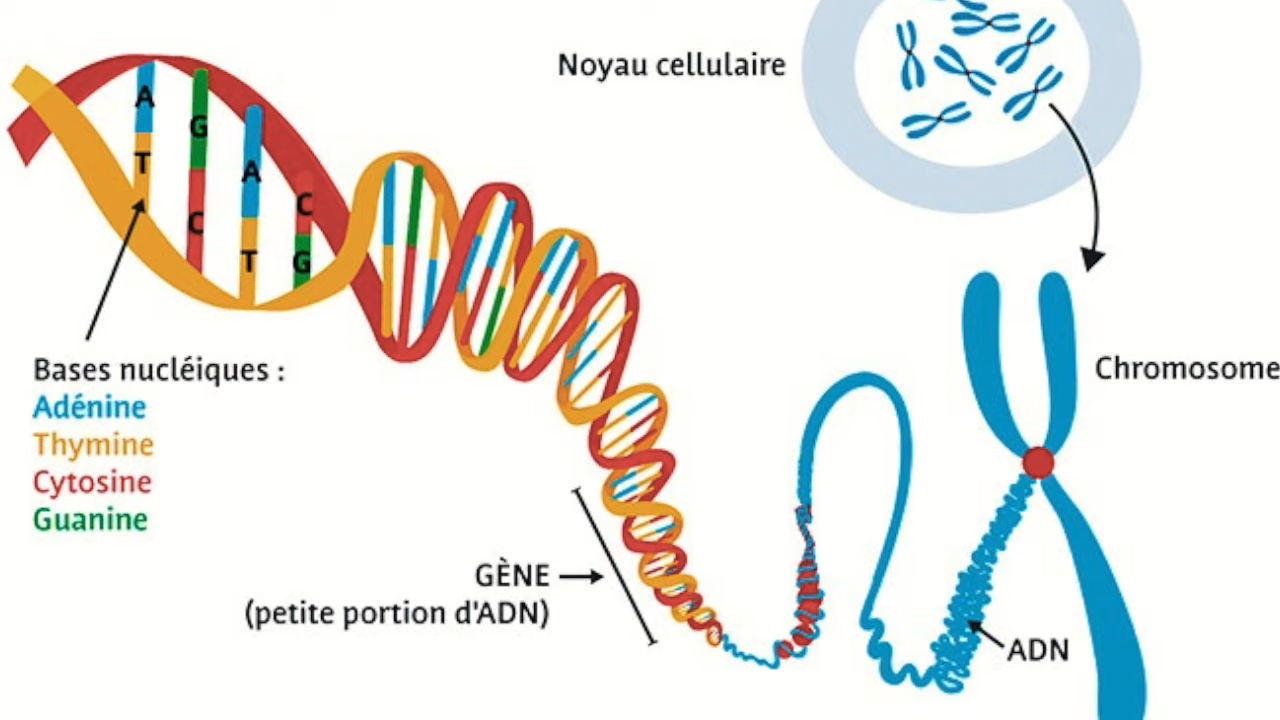 Noyau cellulaire
A
T
G
C
A
T
C
G
Bases nucléiques :
Adénine
Thymine
Cytosine
Guanine
Chromosome
GÈNE
(petite portion d'ADN)
ADN